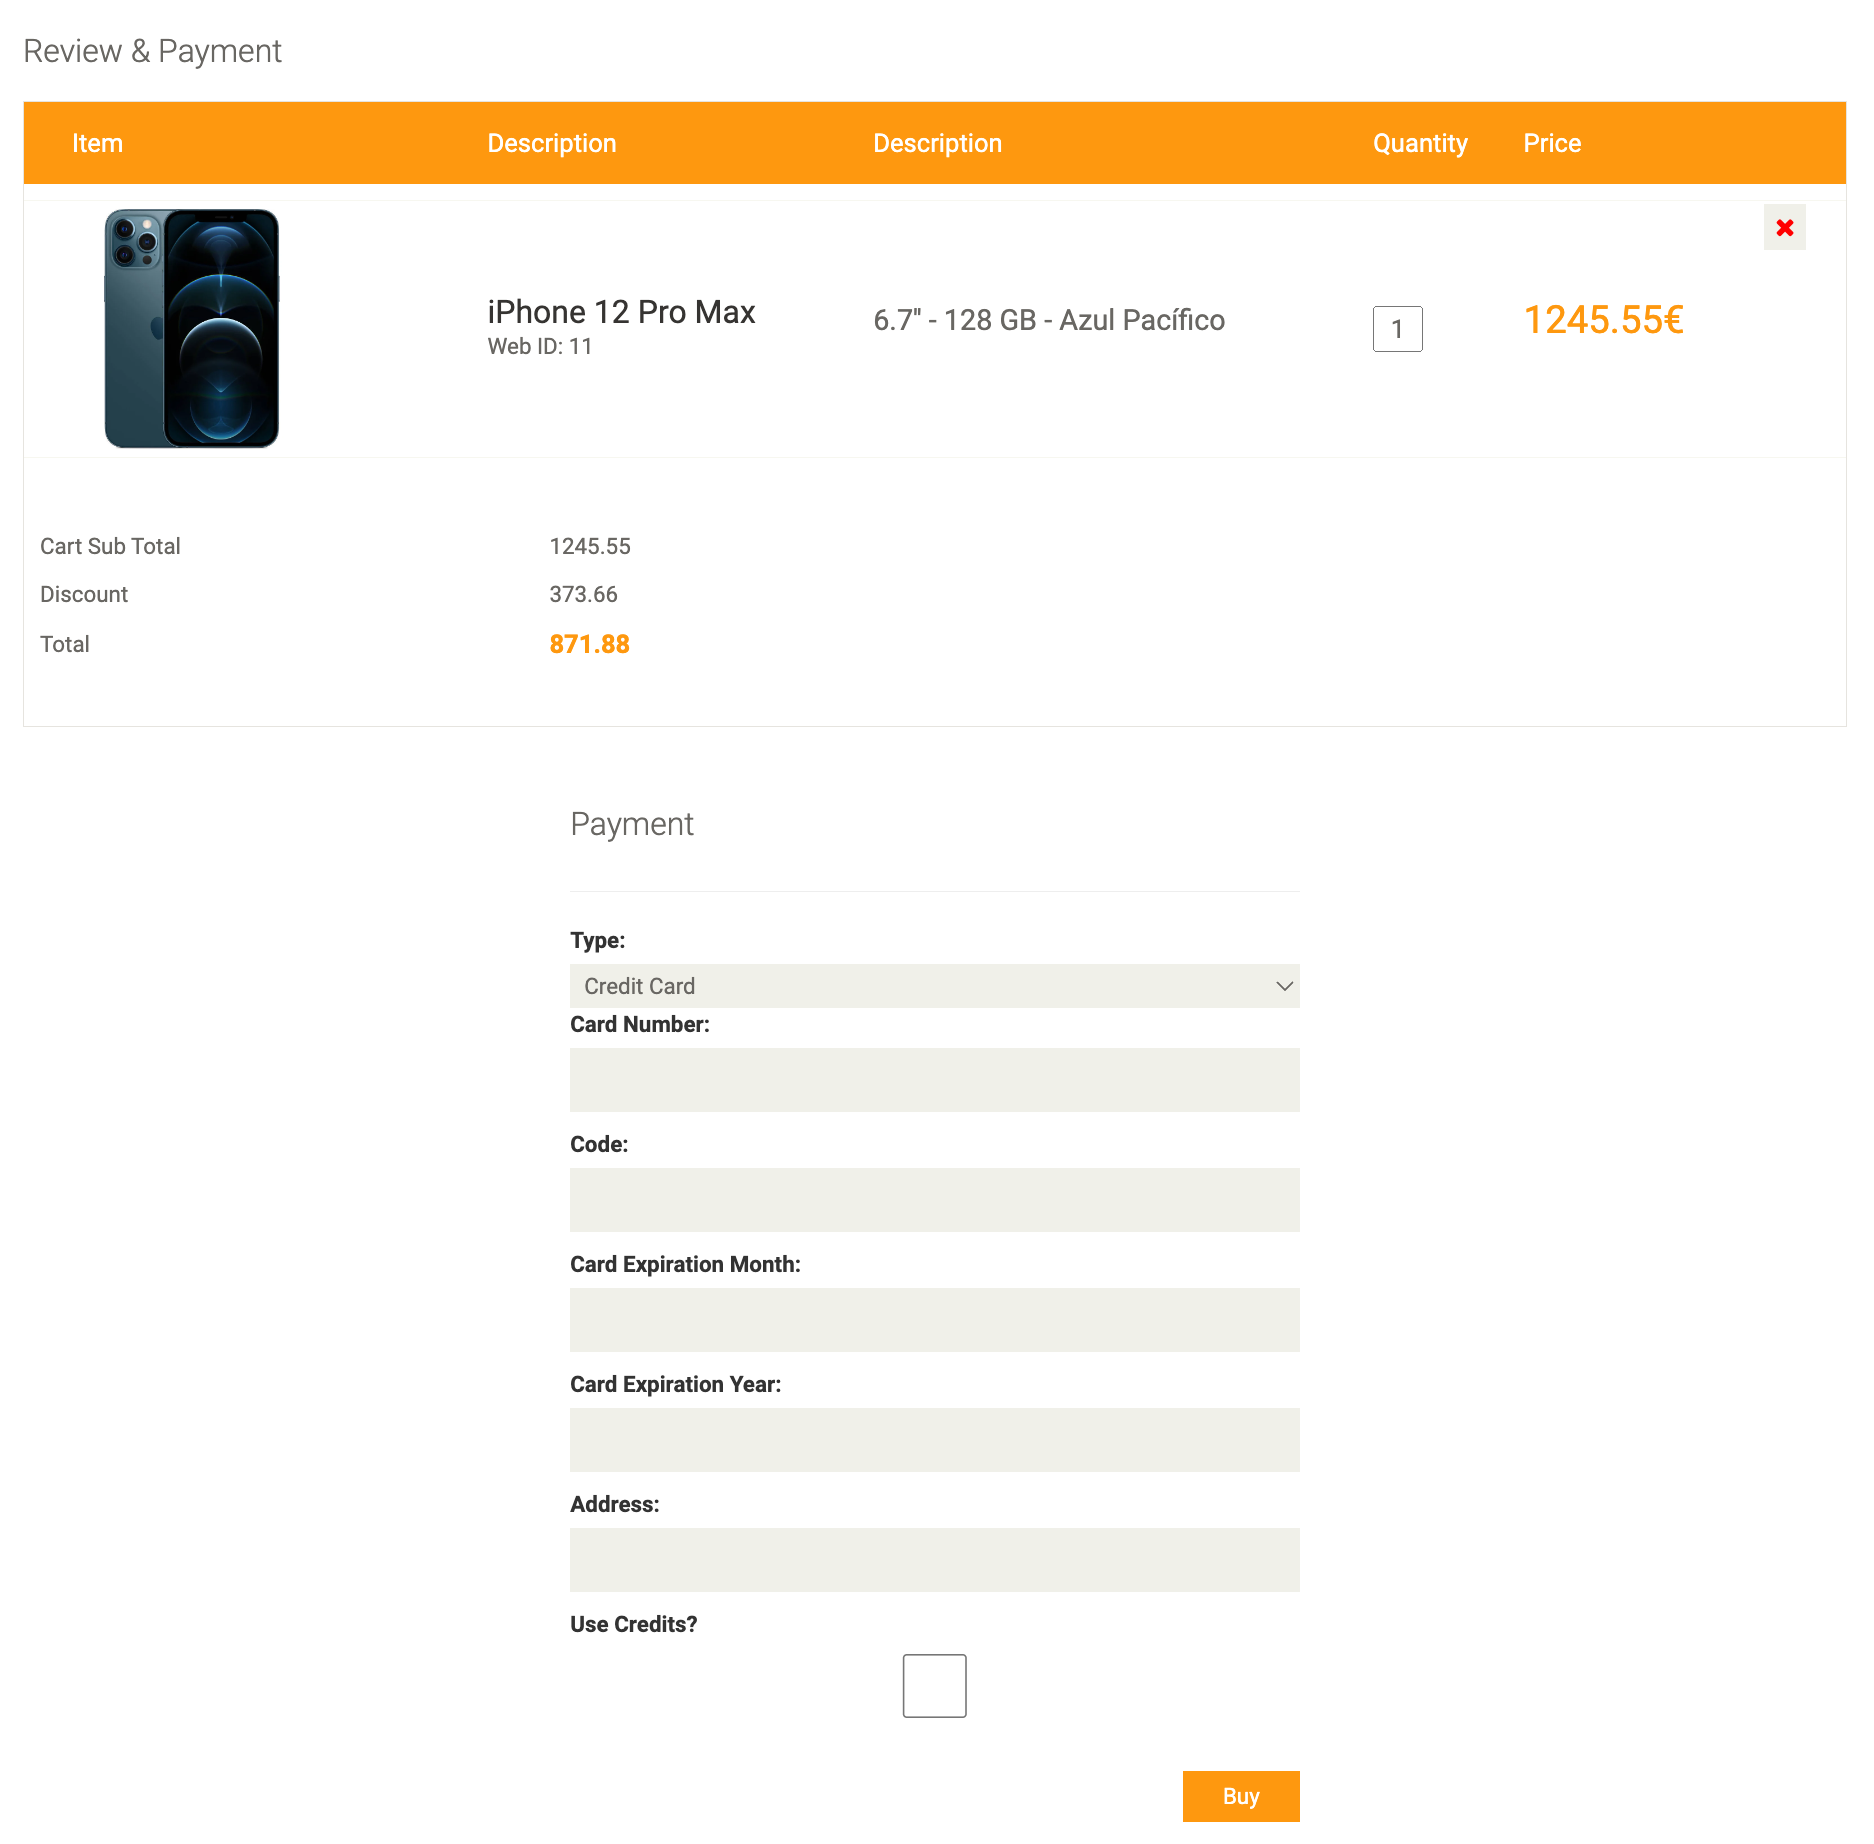 Review & Payment
Item Description Description Quantity Price
iPhone 12 Pro Max
Web ID: 11
6.7" - 128 GB - Azul Pacífico
1
1245.55€
Cart Sub Total 1245.55
Discount 373.66
Total 871.88
Payment
Type:
Credit Card
Card Number:
Code:
Card Expiration Month:
Card Expiration Year:
Address:
Use Credits?
Buy